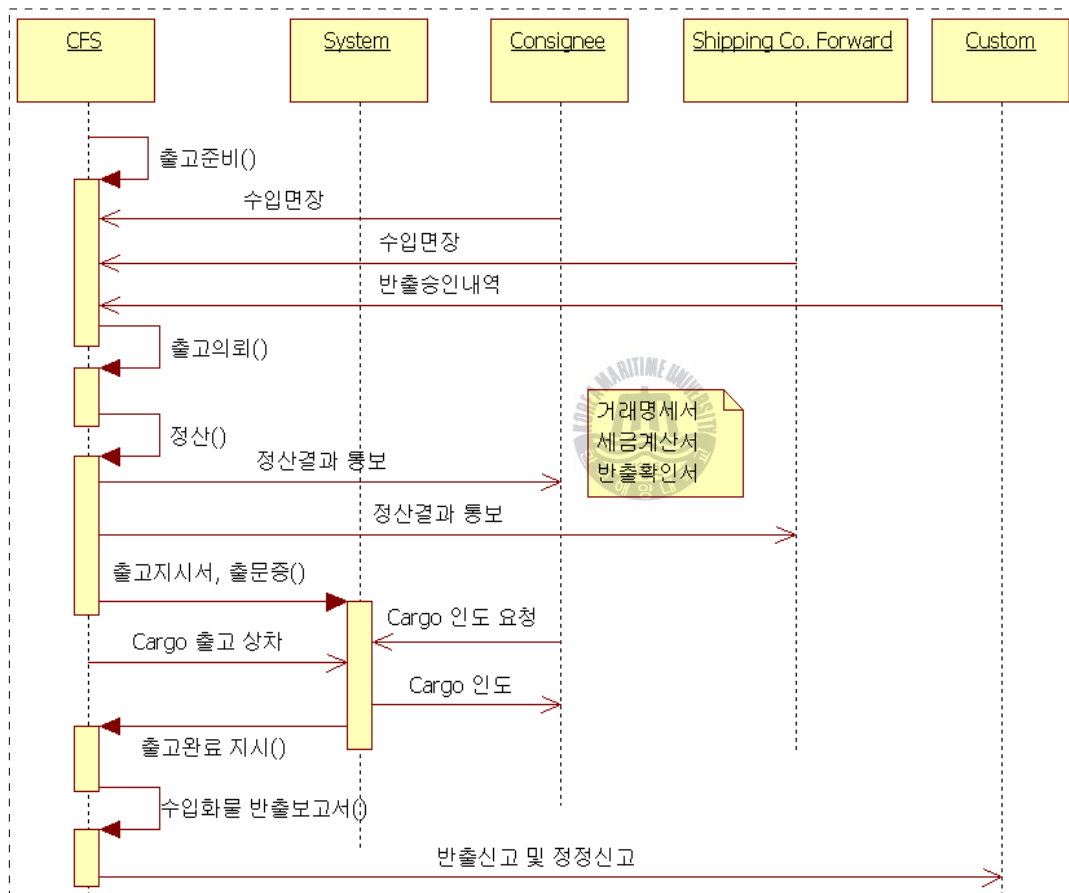 CFS
System
Consignee
Shipping Co. Forward
Custom
출고준비()
수입면장
수입면장
반출승인내역
출고의뢰()
KOREA MARITIME UNIVERSITY
거래명세서
세금계산서
반출확인서
정산()
정산결과 통보
정산결과 통보
출고지시서, 출문증()
Cargo 인도 요청
Cargo 출고 상차
Cargo 인도
출고완료 지시()
수입화물 반출보고서()
반출신고 및 정정신고